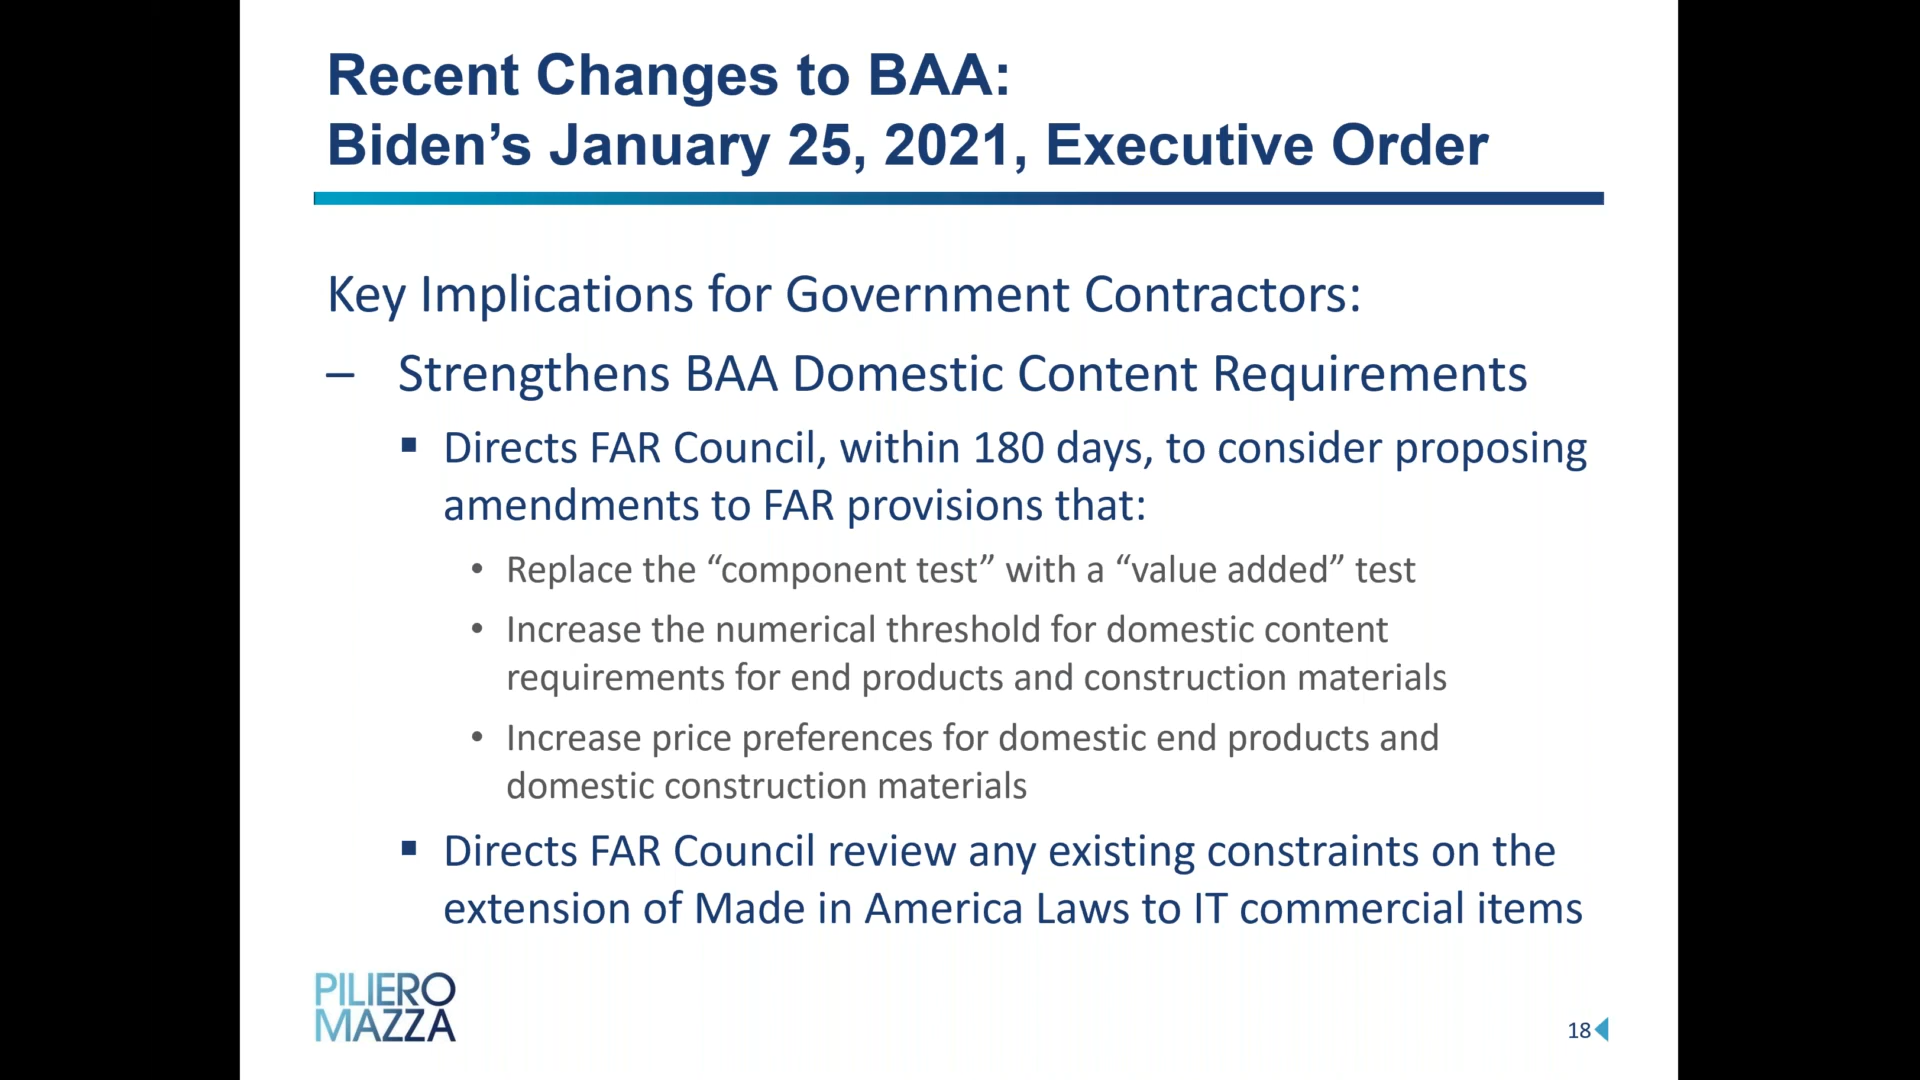 Recent Changes to BAA:
Biden’s January 25, 2021, Executive Order
Key Implications for Government Contractors:
– Strengthens BAA Domestic Content Requirements
▪ Directs FAR Council, within 180 days, to consider proposing
amendments to FAR provisions that:
• Replace the “component test” with a “value added” test
• Increase the numerical threshold for domestic content
requirements for end products and construction materials
• Increase price preferences for domestic end products and
domestic construction materials
▪ Directs FAR Council review any existing constraints on the
extension of Made in America Laws to IT commercial items
PILIERO
MAZZA
18